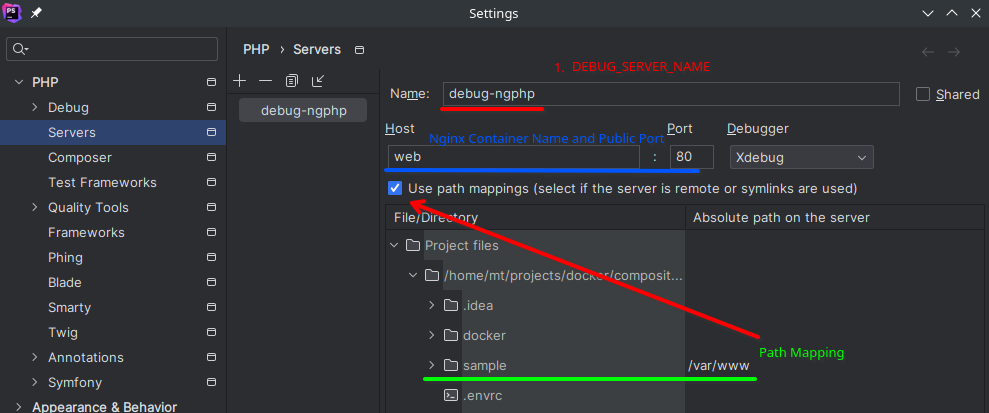 PS
Settings
PHP › Servers
1. DEBUG_SERVER_NAME
PHP
Debug
Servers
Composer
Test Frameworks
Quality Tools
Frameworks
Phing
Blade
Smarty
Twig
Annotations
Symfony
Appearance & Behavior
debug-ngphp
Name: debug-ngphp Shared
Host Port Debugger
Nginx Container Name and Public Port
web : 80 Xdebug
Use path mappings (select if the server is remote or symlinks are used)
File/Directory Absolute path on the server
Project files
/home/mt/projects/docker/composit...
.idea
docker
Path Mapping
sample /var/www
.envrc